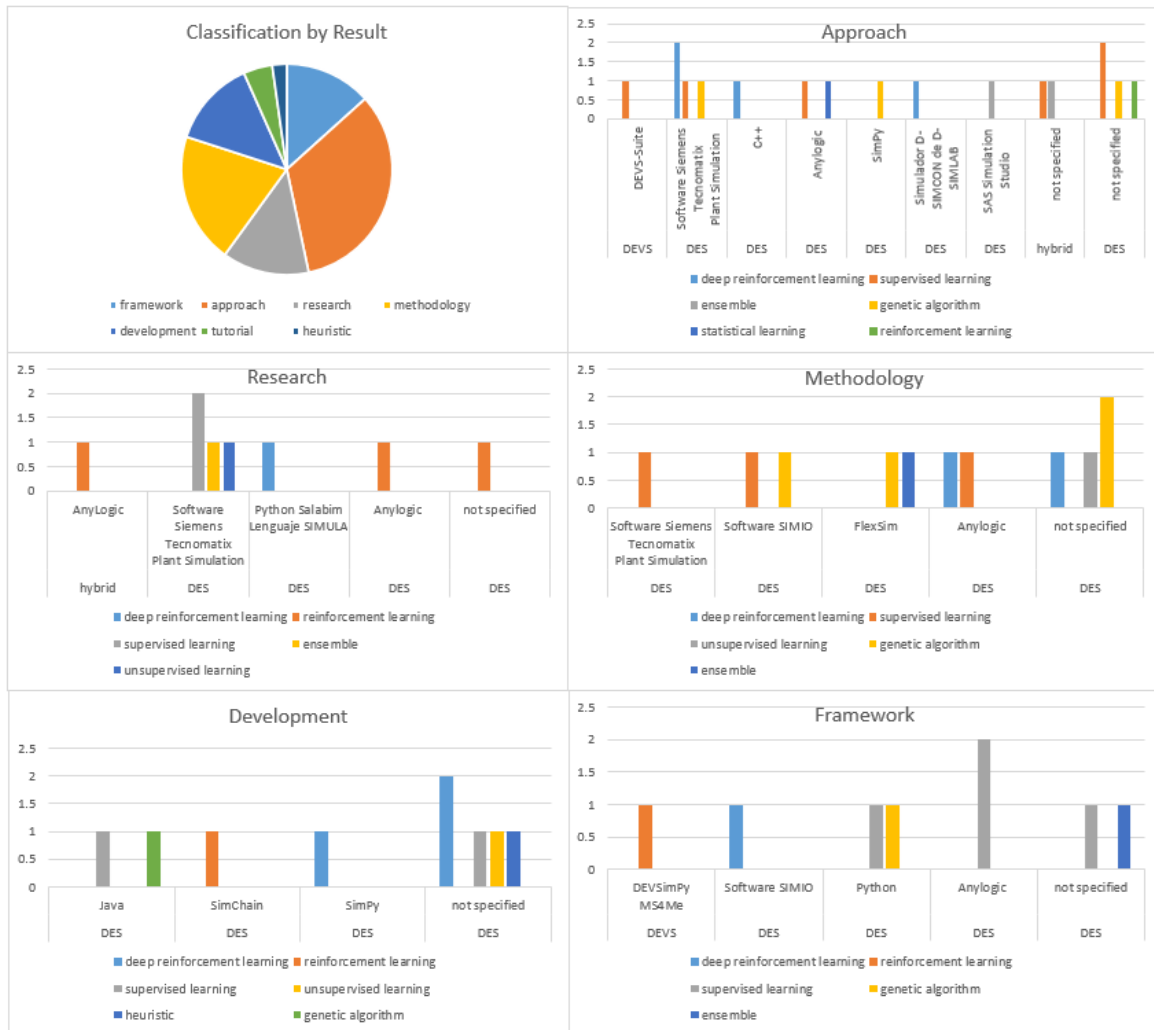 Classification by Result
framework
approach
research
methodology
development
tutorial
heuristic
Approach
2.5
2
1.5
1
0.5
0
DEVS-Suite
Software Siemens
Tecnomatix
Plant Simulation
C++
Anylogic
SimPy
Simulador D-
SIMCON de D-
SIMLAB
SAS Simulation
Studio
not specified
not specified
DEVS
DES
DES
DES
DES
DES
DES
hybrid
DES
deep reinforcement learning
supervised learning
ensemble
genetic algorithm
statistical learning
reinforcement learning
Research
2.5
2
1.5
1
0.5
0
AnyLogic
Software
Siemens
Tecnomatix
Plant Simulation
Python Salabim
Lenguaje SIMULA
Anylogic
not specified
hybrid
DES
DES
DES
DES
deep reinforcement learning
reinforcement learning
supervised learning
ensemble
unsupervised learning
Methodology
2.5
2
1.5
1
0.5
0
Software Siemens
Tecnomatix
Plant Simulation
Software SIMIO
FlexSim
Anylogic
not specified
DES
DES
DES
DES
DES
deep reinforcement learning
supervised learning
unsupervised learning
genetic algorithm
ensemble
Development
2.5
2
1.5
1
0.5
0
Java
SimChain
SimPy
not specified
DES
DES
DES
DES
deep reinforcement learning
reinforcement learning
supervised learning
unsupervised learning
heuristic
genetic algorithm
Framework
2.5
2
1.5
1
0.5
0
DEVSimPy
MS4Me
Software SIMIO
Python
Anylogic
not specified
DEVS
DES
DES
DES
DES
deep reinforcement learning
reinforcement learning
supervised learning
genetic algorithm
ensemble